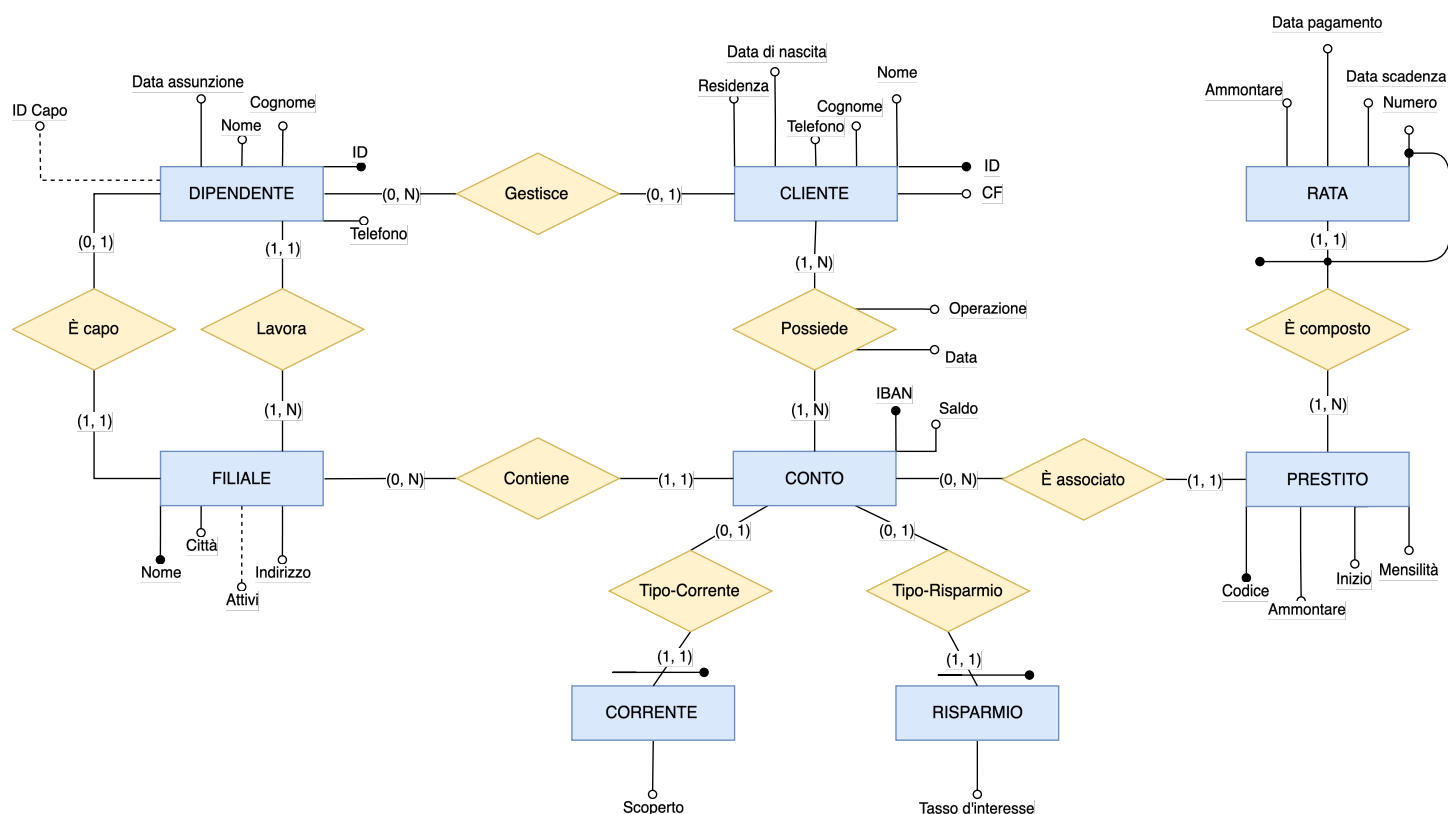 Data pagamento
Data di nascita
Nome
Data scadenza
Data assunzione
Residenza
Ammontare
Numero
ID Capo
Cognome
Cognome
Nome
Telefono
ID
ID
DIPENDENTE
(0, N)
Gestisce
(0, 1)
CLIENTE
CF
RATA
Telefono
(0, 1)
(1, 1)
(1, N)
(1, 1)
Operazione
È capo
Lavora
Possiede
È composto
Data
IBAN
Saldo
(1, 1)
(1, N)
(1, N)
(1, N)
FILIALE
(0, N)
Contiene
(1, 1)
CONTO
(0, N)
È associato
(1, 1)
PRESTITO
(0, 1)
(0, 1)
Città
Nome
Indirizzo
Attivi
Tipo-Corrente
Tipo-Risparmio
Codice
Ammontare
Inizio
Mensilità
(1, 1)
(1, 1)
CORRENTE
RISPARMIO
Scoperto
Tasso d'interesse